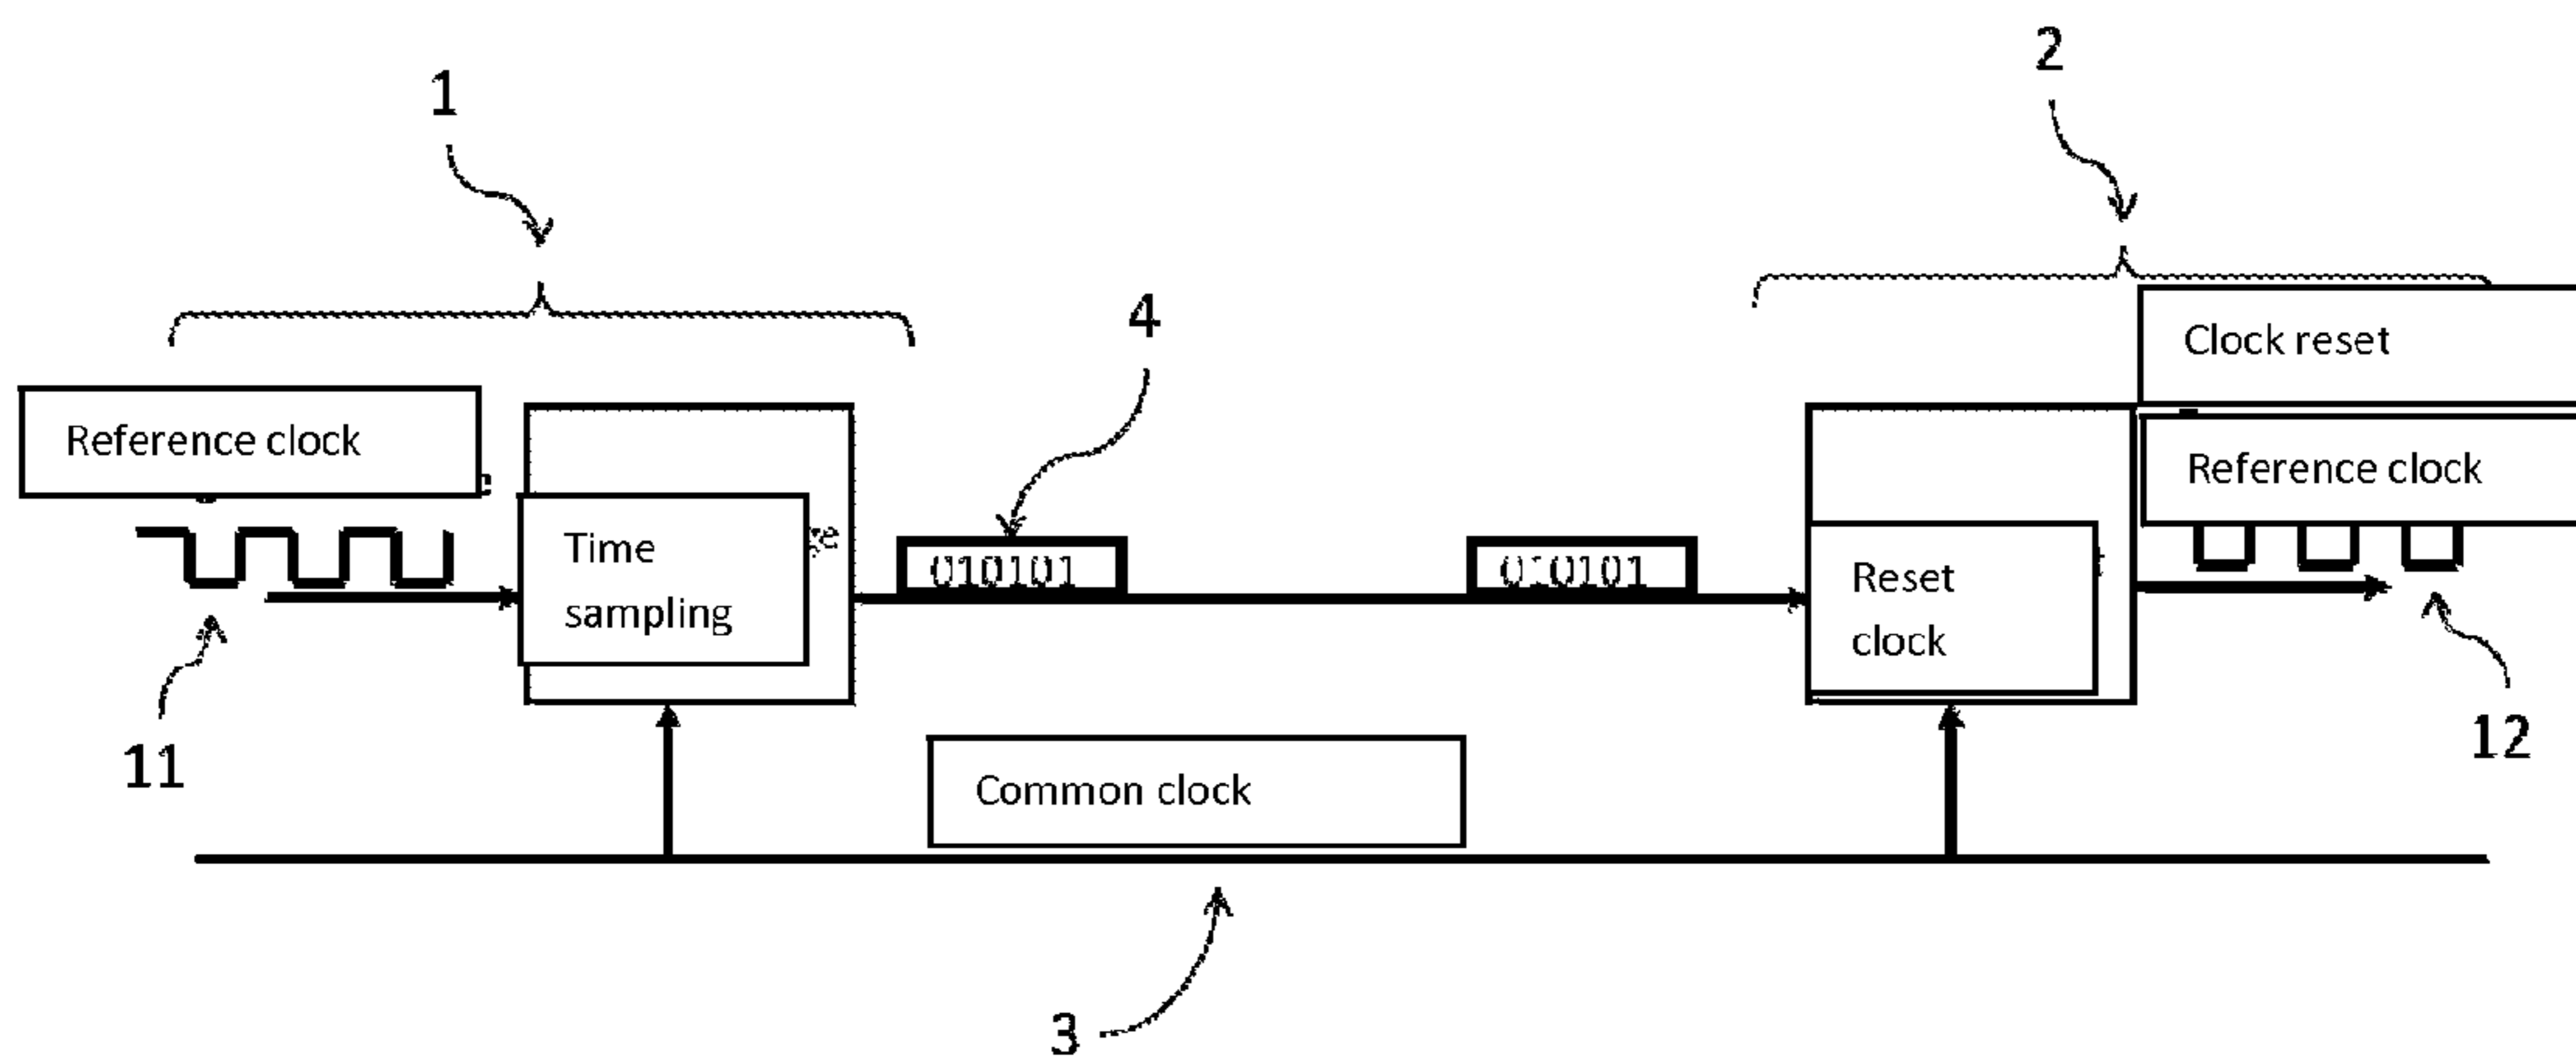 1
2
4
Clock reset
Reference clock
Reference clock
Time
sampling
010101
010101
Reset
clock
11
12
Common clock
3